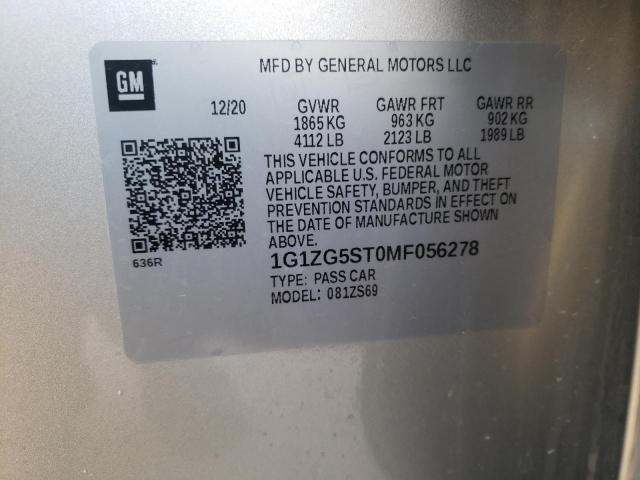 GM
MFD BY GENERAL MOTORS LLC
12/20 GVWR GAWR FRT GAWR RR
1865 KG 963 KG 902 KG
4112 LB 2123 LB 1989 LB
THIS VEHICLE CONFORMS TO ALL
APPLICABLE U.S. FEDERAL MOTOR
VEHICLE SAFETY, BUMPER, AND THEFT
PREVENTION STANDARDS IN EFFECT ON
THE DATE OF MANUFACTURE SHOWN
ABOVE.
636R
1G1ZG5ST0MF056278
TYPE: PASS CAR
MODEL: 081ZS69